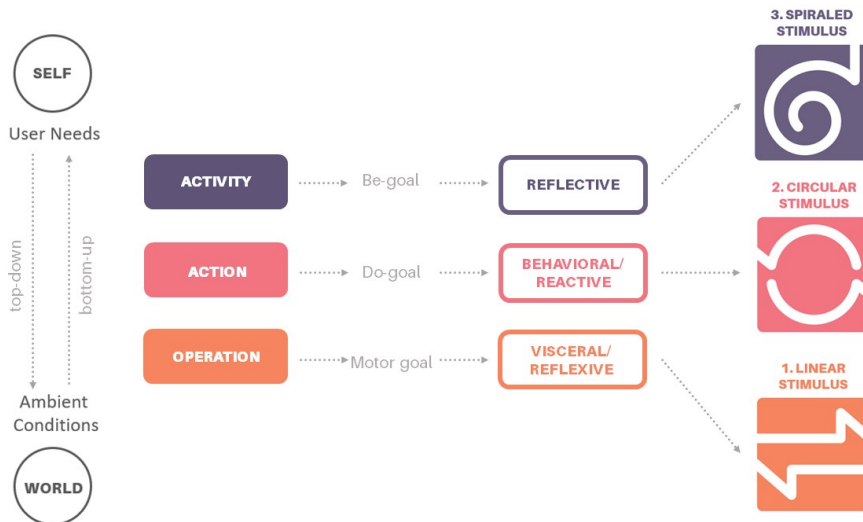 SELF
User Needs
top-down
bottom-up
Ambient
Conditions
WORLD
ACTIVITY
Be-goal
REFLECTIVE
3. SPIRALED
STIMULUS
ACTION
Do-goal
BEHAVIORAL/
REACTIVE
2. CIRCULAR
STIMULUS
OPERATION
Motor goal
VISCERAL/
REFLEXIVE
1. LINEAR
STIMULUS